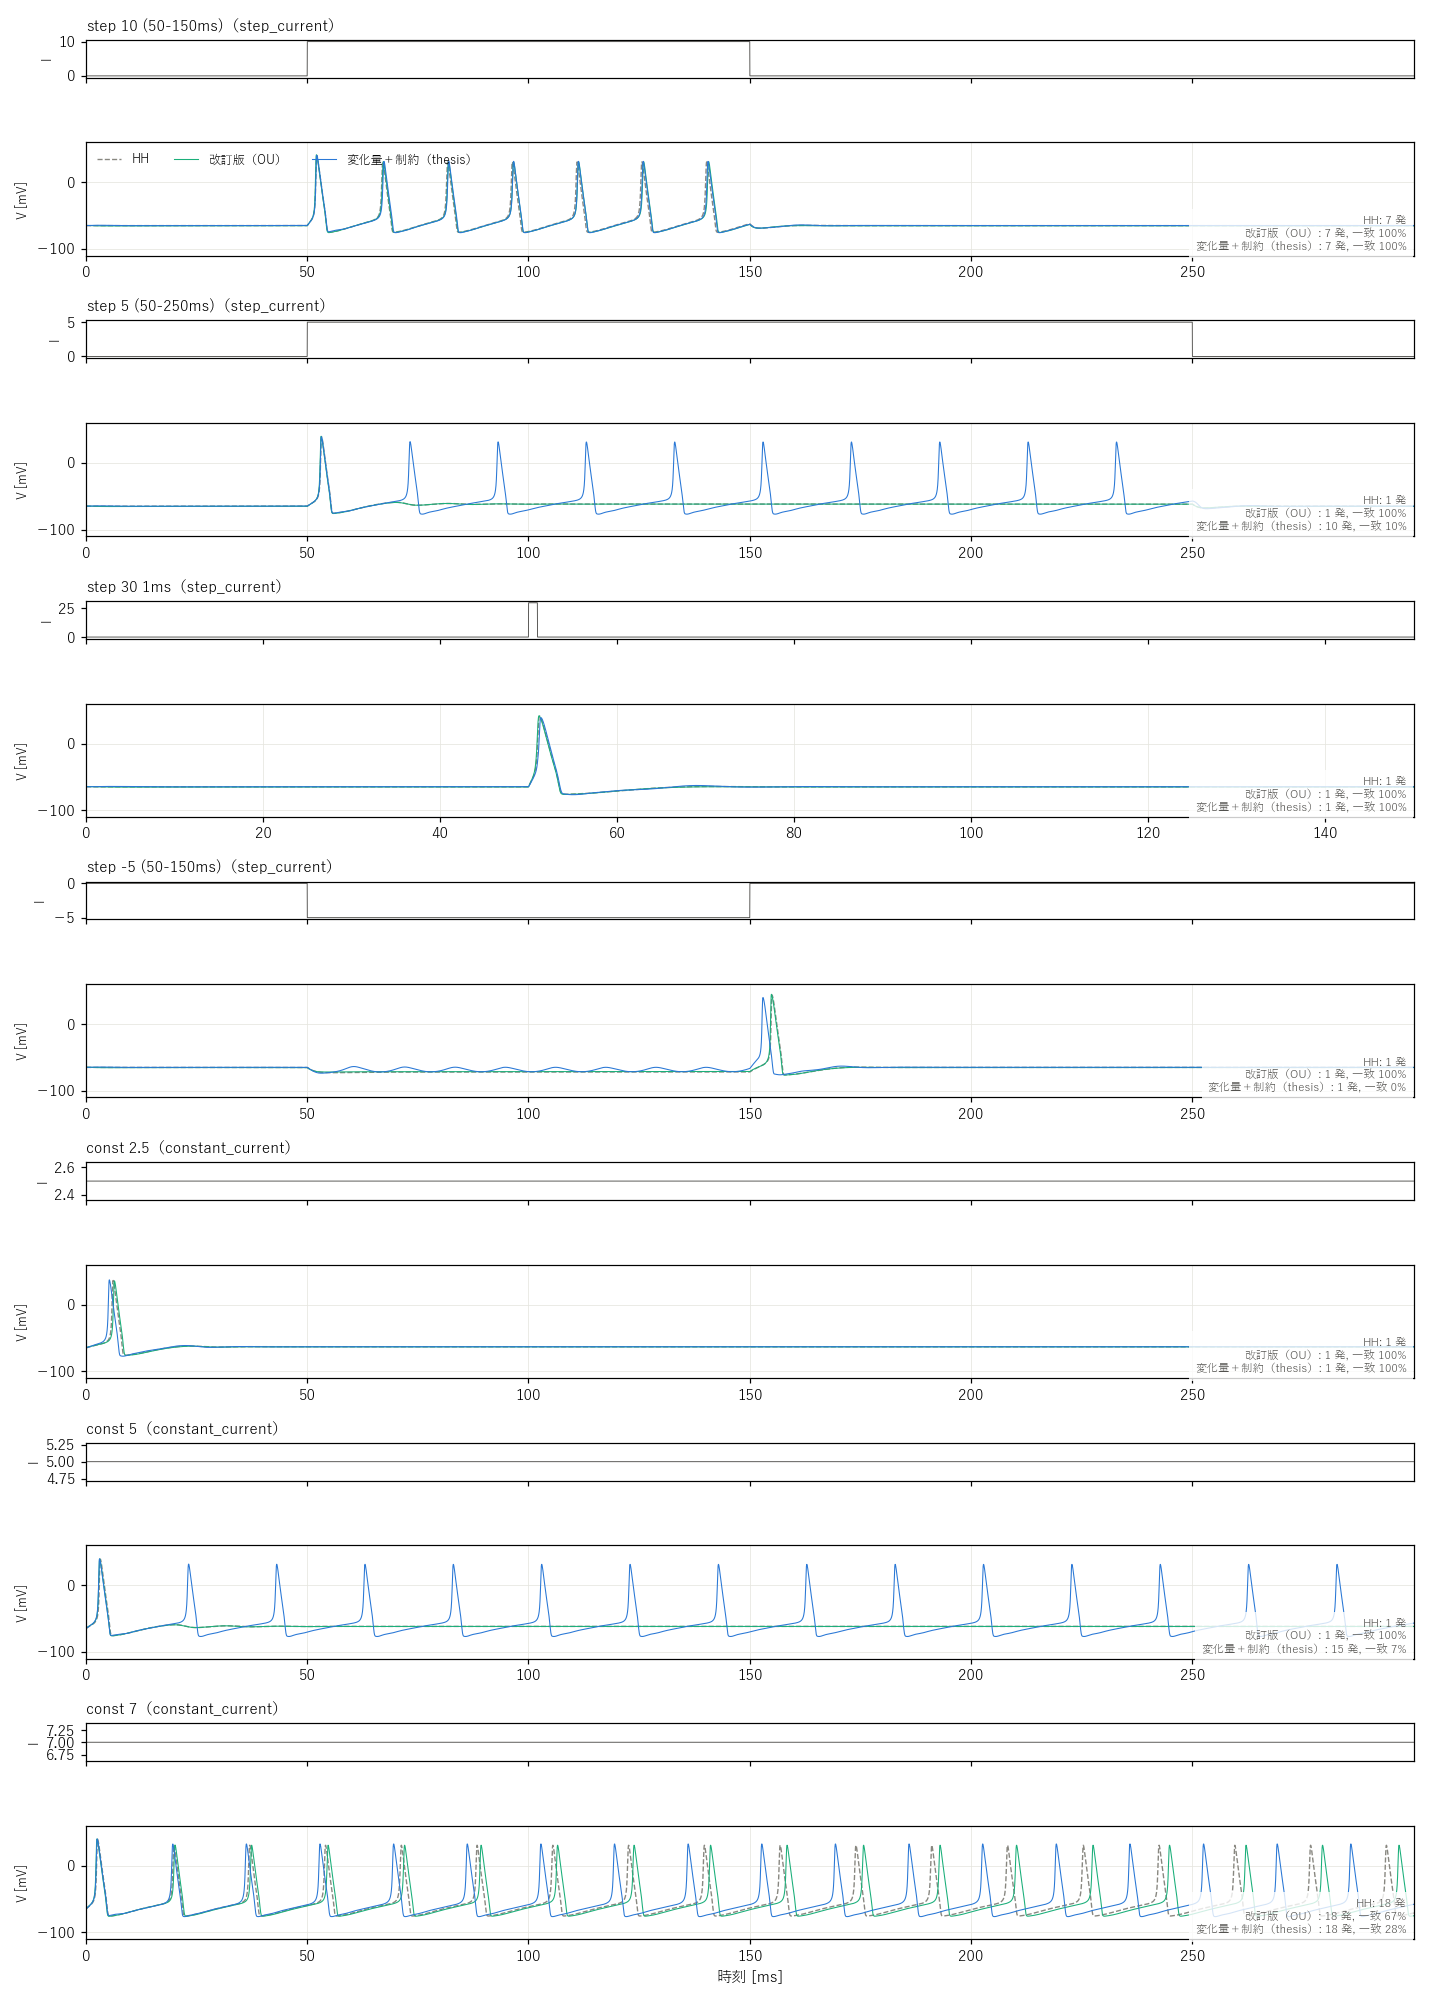 step 10 (50-150ms)（step_current）
10
I
0
HH
改訂版（OU）
変化量＋制約（thesis）
0
V [mV]
−100
HH: 7 発
改訂版（OU）: 7 発, 一致 100%
変化量＋制約（thesis）: 7 発, 一致 100%
0 50 100 150 200 250
step 5 (50-250ms)（step_current）
5
I
0
0
V [mV]
−100
HH: 1 発
改訂版（OU）: 1 発, 一致 100%
変化量＋制約（thesis）: 10 発, 一致 10%
0 50 100 150 200 250
step 30 1ms（step_current）
25
I
0
0
V [mV]
−100
HH: 1 発
改訂版（OU）: 1 発, 一致 100%
変化量＋制約（thesis）: 1 発, 一致 100%
0 20 40 60 80 100 120 140
step -5 (50-150ms)（step_current）
0
I
−5
0
V [mV]
−100
HH: 1 発
改訂版（OU）: 1 発, 一致 100%
変化量＋制約（thesis）: 1 発, 一致 0%
0 50 100 150 200 250
const 2.5（constant_current）
2.6
I
2.4
0
V [mV]
−100
HH: 1 発
改訂版（OU）: 1 発, 一致 100%
変化量＋制約（thesis）: 1 発, 一致 100%
0 50 100 150 200 250
const 5（constant_current）
5.25
I 5.00
4.75
0
V [mV]
−100
HH: 1 発
改訂版（OU）: 1 発, 一致 100%
変化量＋制約（thesis）: 15 発, 一致 7%
0 50 100 150 200 250
const 7（constant_current）
7.25
I 7.00
6.75
0
V [mV]
−100
HH: 18 発
改訂版（OU）: 18 発, 一致 67%
変化量＋制約（thesis）: 18 発, 一致 28%
0 50 100 150 200 250
時刻 [ms]